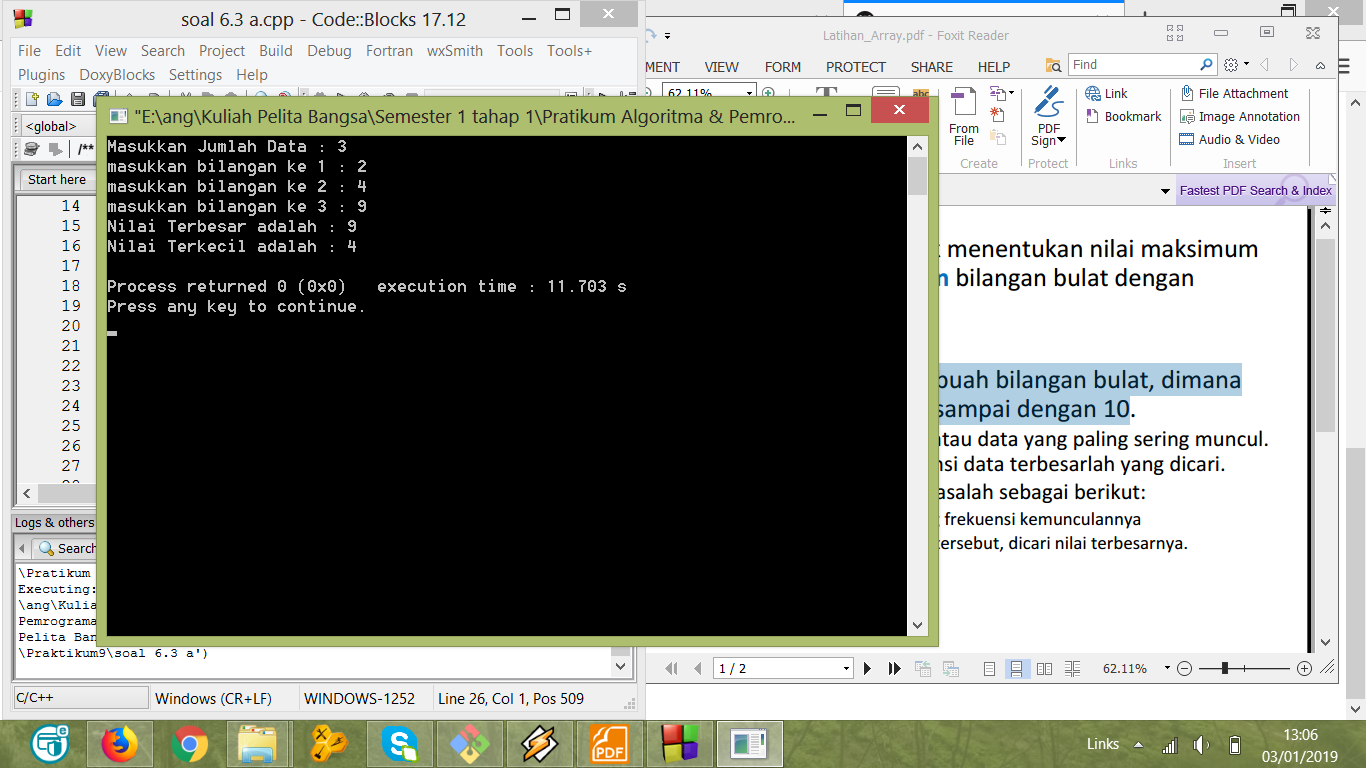 soal 6.3 a.cpp - Code::Blocks 17.12
File Edit View Search Project Build Debug Fortran wxSmith Tools Tools+
Plugins DoxyBlocks Settings Help
<global>
/**
Start here
14
15
16
17
18
19
20
21
22
23
24
25
26
27
Logs & others
Search
\Pratikum
Executing:
\ang\Kulia
Pemrograma
Pelita Ban
\Praktikum9\soal 6.3 a')
C/C++
Windows (CR+LF)
WINDOWS-1252
Line 26, Col 1, Pos 509
"E:\ang\Kuliah Pelita Bangsa\Semester 1 tahap 1\Pratikum Algoritma & Pemro...
Masukkan Jumlah Data : 3
masukkan bilangan ke 1 : 2
masukkan bilangan ke 2 : 4
masukkan bilangan ke 3 : 9
Nilai Terbesar adalah : 9
Nilai Terkecil adalah : 4
Process returned 0 (0x0)   execution time : 11.703 s
Press any key to continue.
Latihan_Array.pdf - Foxit Reader
MENT VIEW FORM PROTECT SHARE HELP
Find
62.11%
From
File
Create
PDF
Sign
Protect
Link
Bookmark
Links
File Attachment
Image Annotation
Audio & Video
Insert
Fastest PDF Search & Index
menentukan nilai maksimum
bilangan bulat dengan
buah bilangan bulat, dimana
sampai dengan 10.
atau data yang paling sering muncul.
nsi data terbesarlah yang dicari.
asalah sebagai berikut:
frekuensi kemunculannya
tersebut, dicari nilai terbesarnya.
1 / 2
62.11%
PDF
Links
13:06
03/01/2019